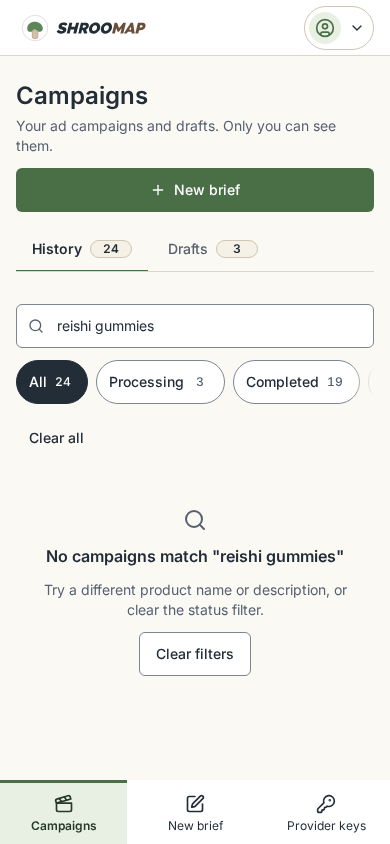 SHROOMAP
Campaigns
Your ad campaigns and drafts. Only you can see
them.
New brief
History 24 Drafts 3
reishi gummies
All 24 Processing 3 Completed 19
Clear all
No campaigns match "reishi gummies"
Try a different product name or description, or
clear the status filter.
Clear filters
Campaigns New brief Provider keys